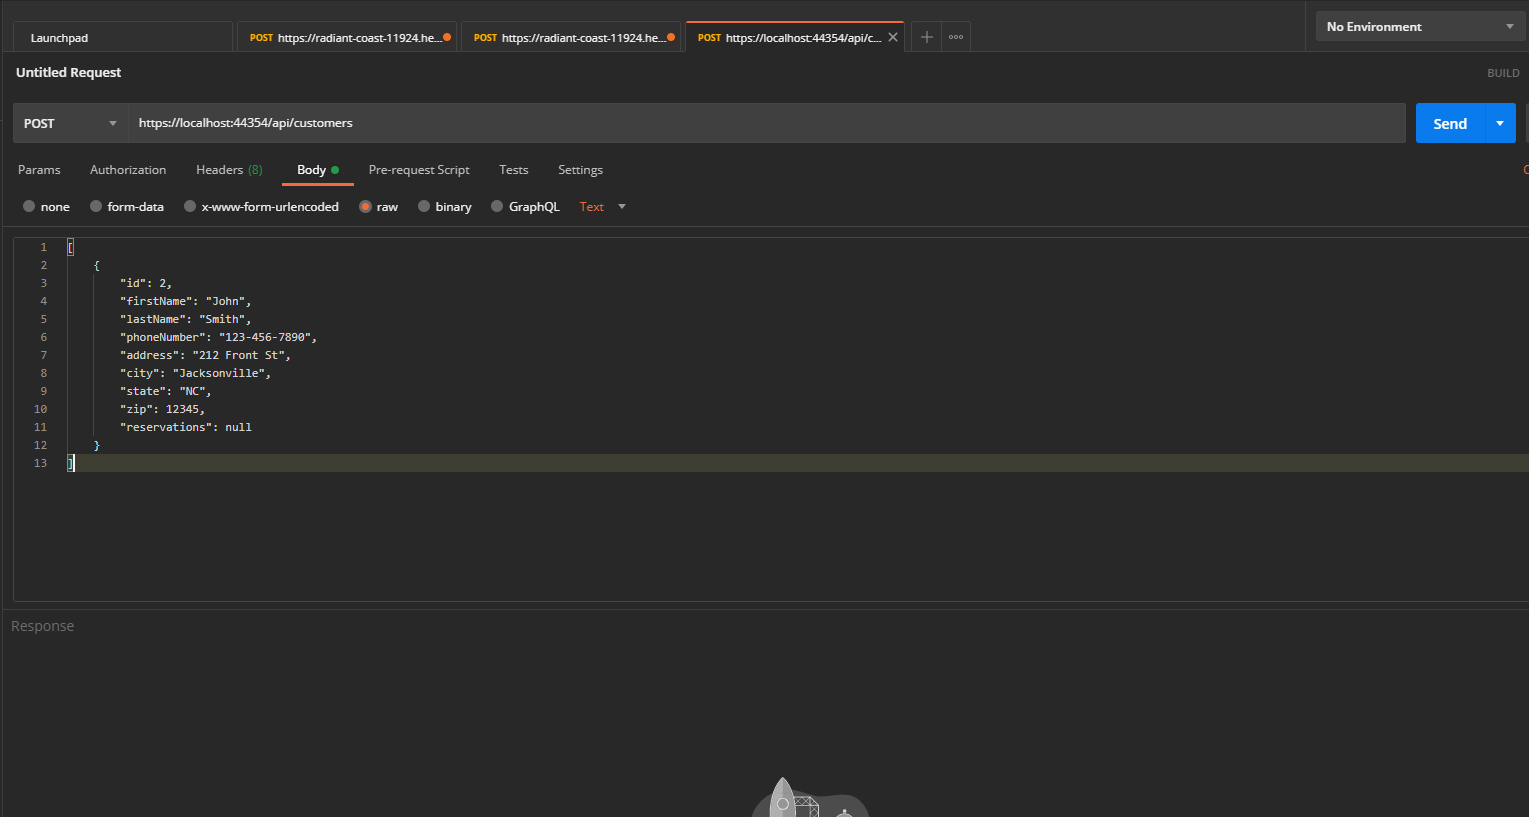 Launchpad
POST https://radiant-coast-11924.he...
POST https://radiant-coast-11924.he...
POST https://localhost:44354/api/c...
No Environment
Untitled Request
BUILD
POST
https://localhost:44354/api/customers
Send
Params
Authorization
Headers (8)
Body
Pre-request Script
Tests
Settings
none
form-data
x-www-form-urlencoded
raw
binary
GraphQL
Text
1 [
2 {
3 "id": 2,
4 "firstName": "John",
5 "lastName": "Smith",
6 "phoneNumber": "123-456-7890",
7 "address": "212 Front St",
8 "city": "Jacksonville",
9 "state": "NC",
10 "zip": 12345,
11 "reservations": null
12 }
13 ]
Response